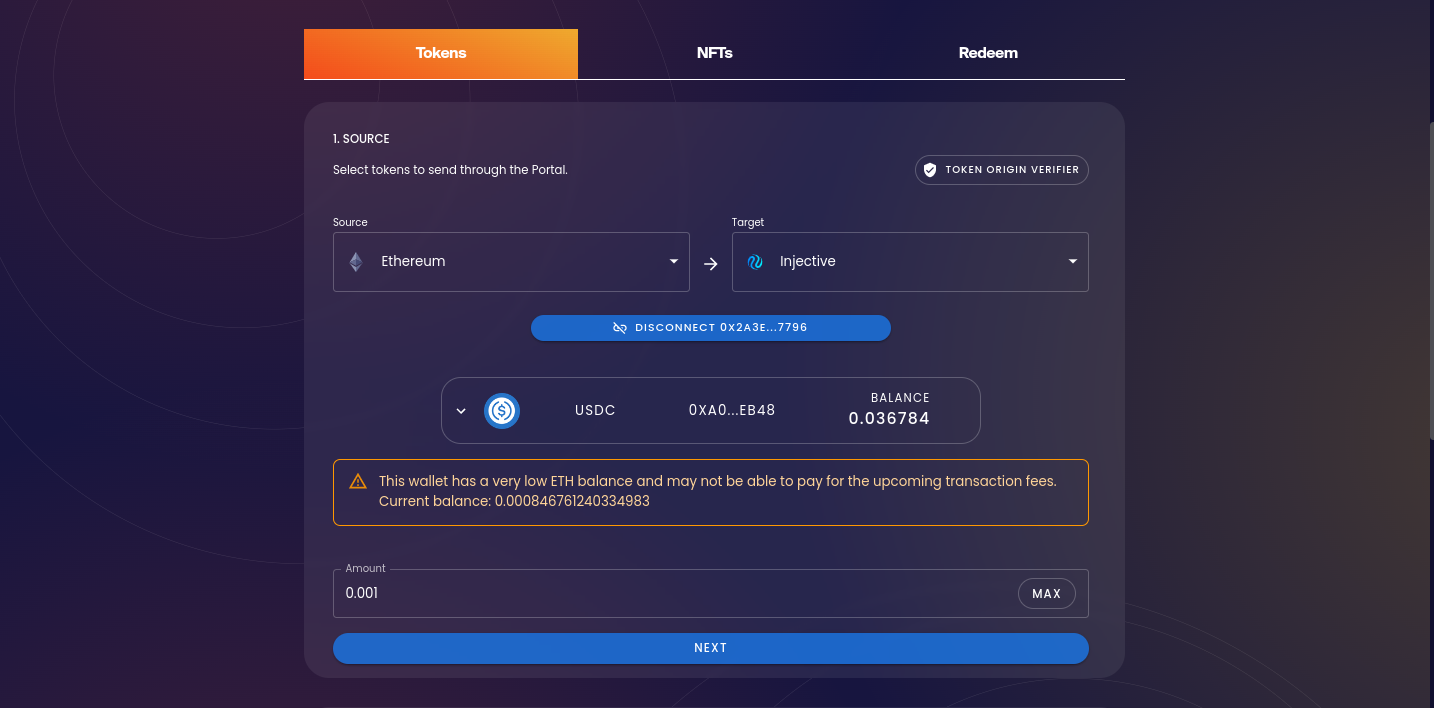 Tokens
NFTs
Redeem
1. SOURCE
Select tokens to send through the Portal.
TOKEN ORIGIN VERIFIER
Source
Target
Ethereum
Injective
DISCONNECT 0X2A3E...7796
USDC
0XA0...EB48
BALANCE
0.036784
This wallet has a very low ETH balance and may not be able to pay for the upcoming transaction fees.
Current balance: 0.000846761240334983
Amount
0.001
MAX
NEXT